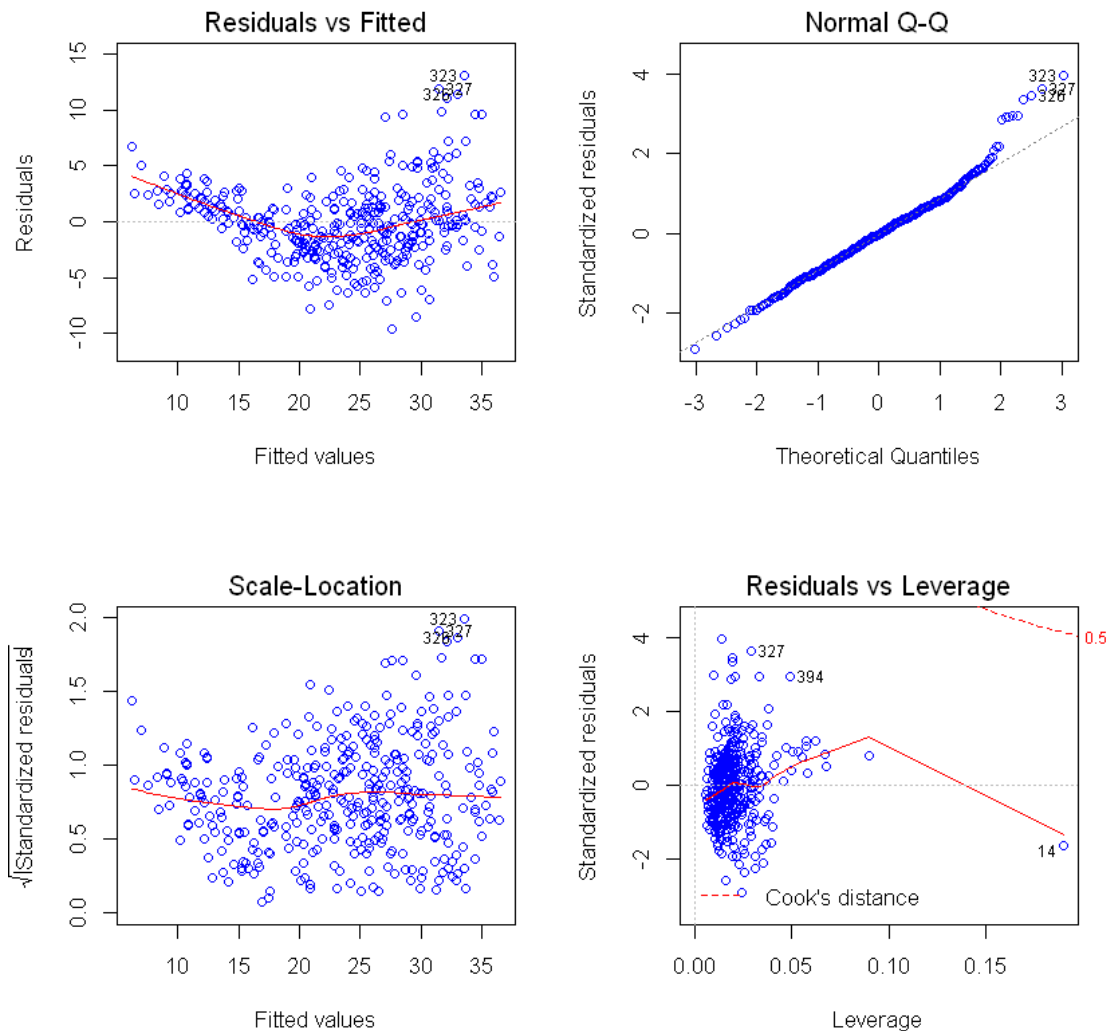 Residuals vs Fitted
Residuals
15
10
5
0
-5
-10
323
327
326
10 15 20 25 30 35
Fitted values
Normal Q-Q
Standardized residuals
4
2
0
-2
323
327
326
-3 -2 -1 0 1 2 3
Theoretical Quantiles
Scale-Location
√|Standardized residuals|
2.0
1.5
1.0
0.5
0.0
323
327
326
10 15 20 25 30 35
Fitted values
Residuals vs Leverage
Standardized residuals
4
2
0
-2
0.5
327
394
14
Cook's distance
0.00 0.05 0.10 0.15
Leverage